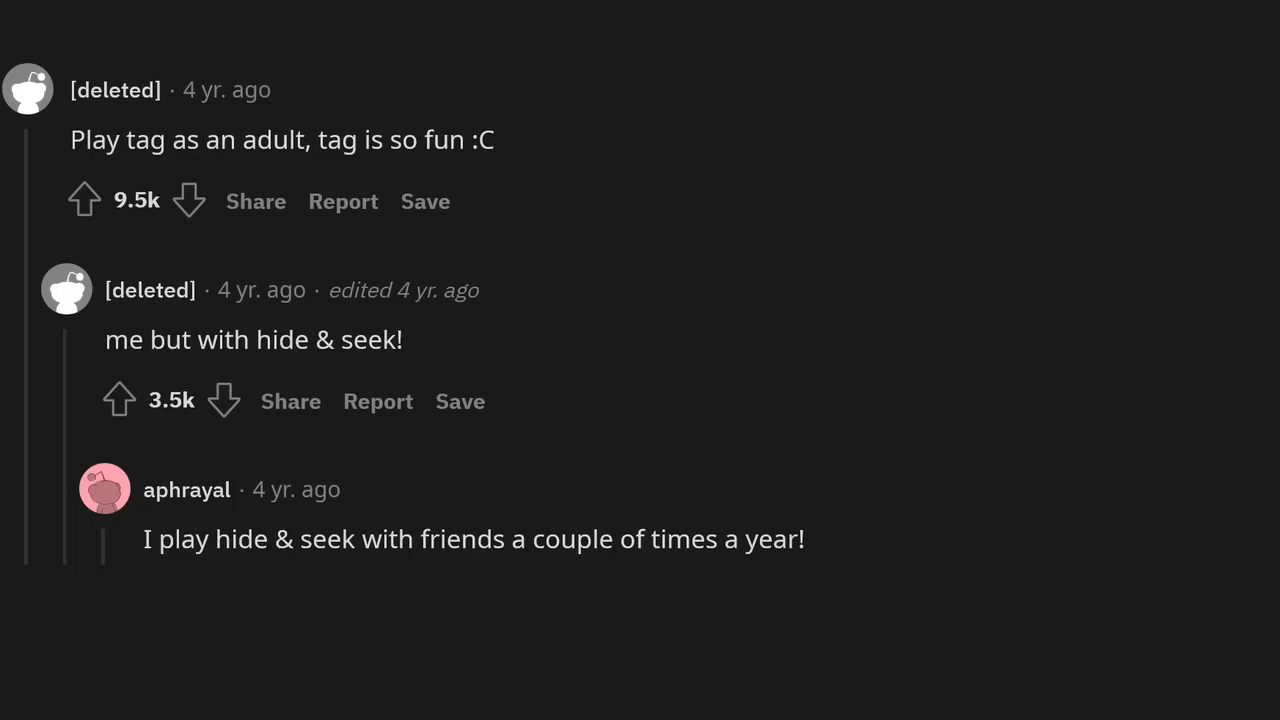 [deleted] · 4 yr. ago
Play tag as an adult, tag is so fun :C
9.5k Share Report Save
[deleted] · 4 yr. ago · edited 4 yr. ago
me but with hide & seek!
3.5k Share Report Save
aphrayal · 4 yr. ago
I play hide & seek with friends a couple of times a year!